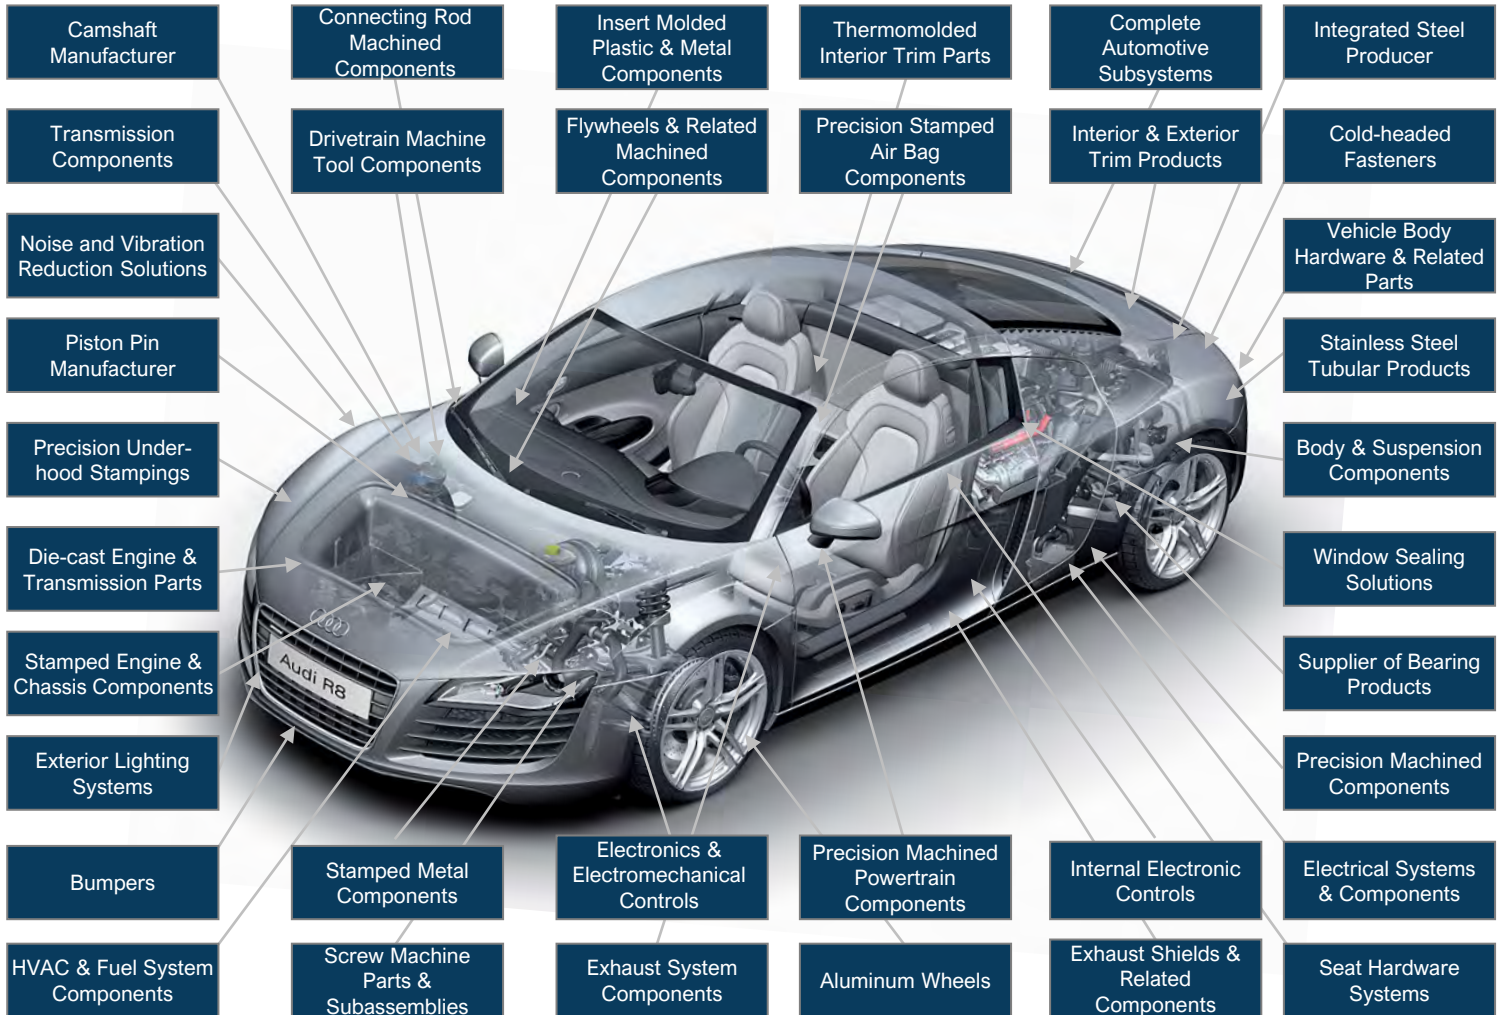 Camshaft
Manufacturer
Connecting Rod
Machined
Components
Insert Molded
Plastic & Metal
Components
Thermomolded
Interior Trim Parts
Complete
Automotive
Subsystems
Integrated Steel
Producer
Transmission
Components
Drivetrain Machine
Tool Components
Flywheels & Related
Machined
Components
Precision Stamped
Air Bag
Components
Interior & Exterior
Trim Products
Cold-headed
Fasteners
Noise and Vibration
Reduction Solutions
Vehicle Body
Hardware & Related
Parts
Piston Pin
Manufacturer
Stainless Steel
Tubular Products
Precision Under-
hood Stampings
Body & Suspension
Components
Die-cast Engine &
Transmission Parts
Window Sealing
Solutions
Stamped Engine &
Chassis Components
Audi R8
Supplier of Bearing
Products
Exterior Lighting
Systems
Precision Machined
Components
Bumpers
Stamped Metal
Components
Electronics &
Electromechanical
Controls
Precision Machined
Powertrain
Components
Internal Electronic
Controls
Electrical Systems
& Components
HVAC & Fuel System
Components
Screw Machine
Parts &
Subassemblies
Exhaust System
Components
Aluminum Wheels
Exhaust Shields &
Related
Components
Seat Hardware
Systems